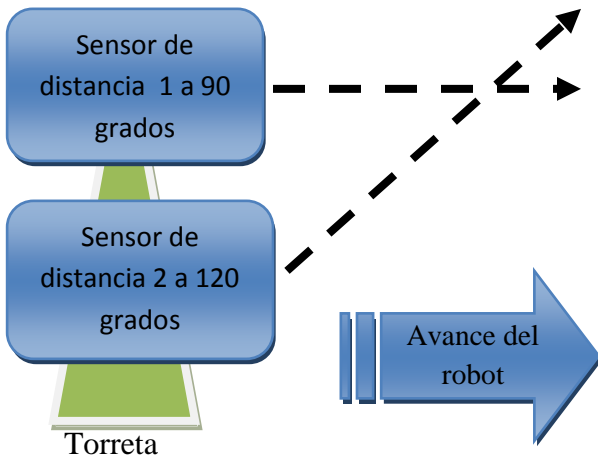 Sensor de
distancia 1 a 90
grados
Sensor de
distancia 2 a 120
grados
Avance del
robot
Torreta